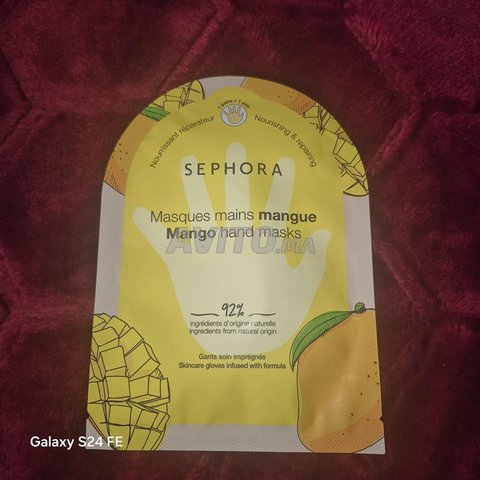 1 paire • 1 pair
Nourrissant réparateur
Nourishing & repairing
SEPHORA
Masques mains mangue
Mango hand masks
AVITO.MA
92%
ingrédients d'origine naturelle
ingredients from natural origin
Gants soin imprégnés
Skincare gloves infused with formula
Galaxy S24 FE